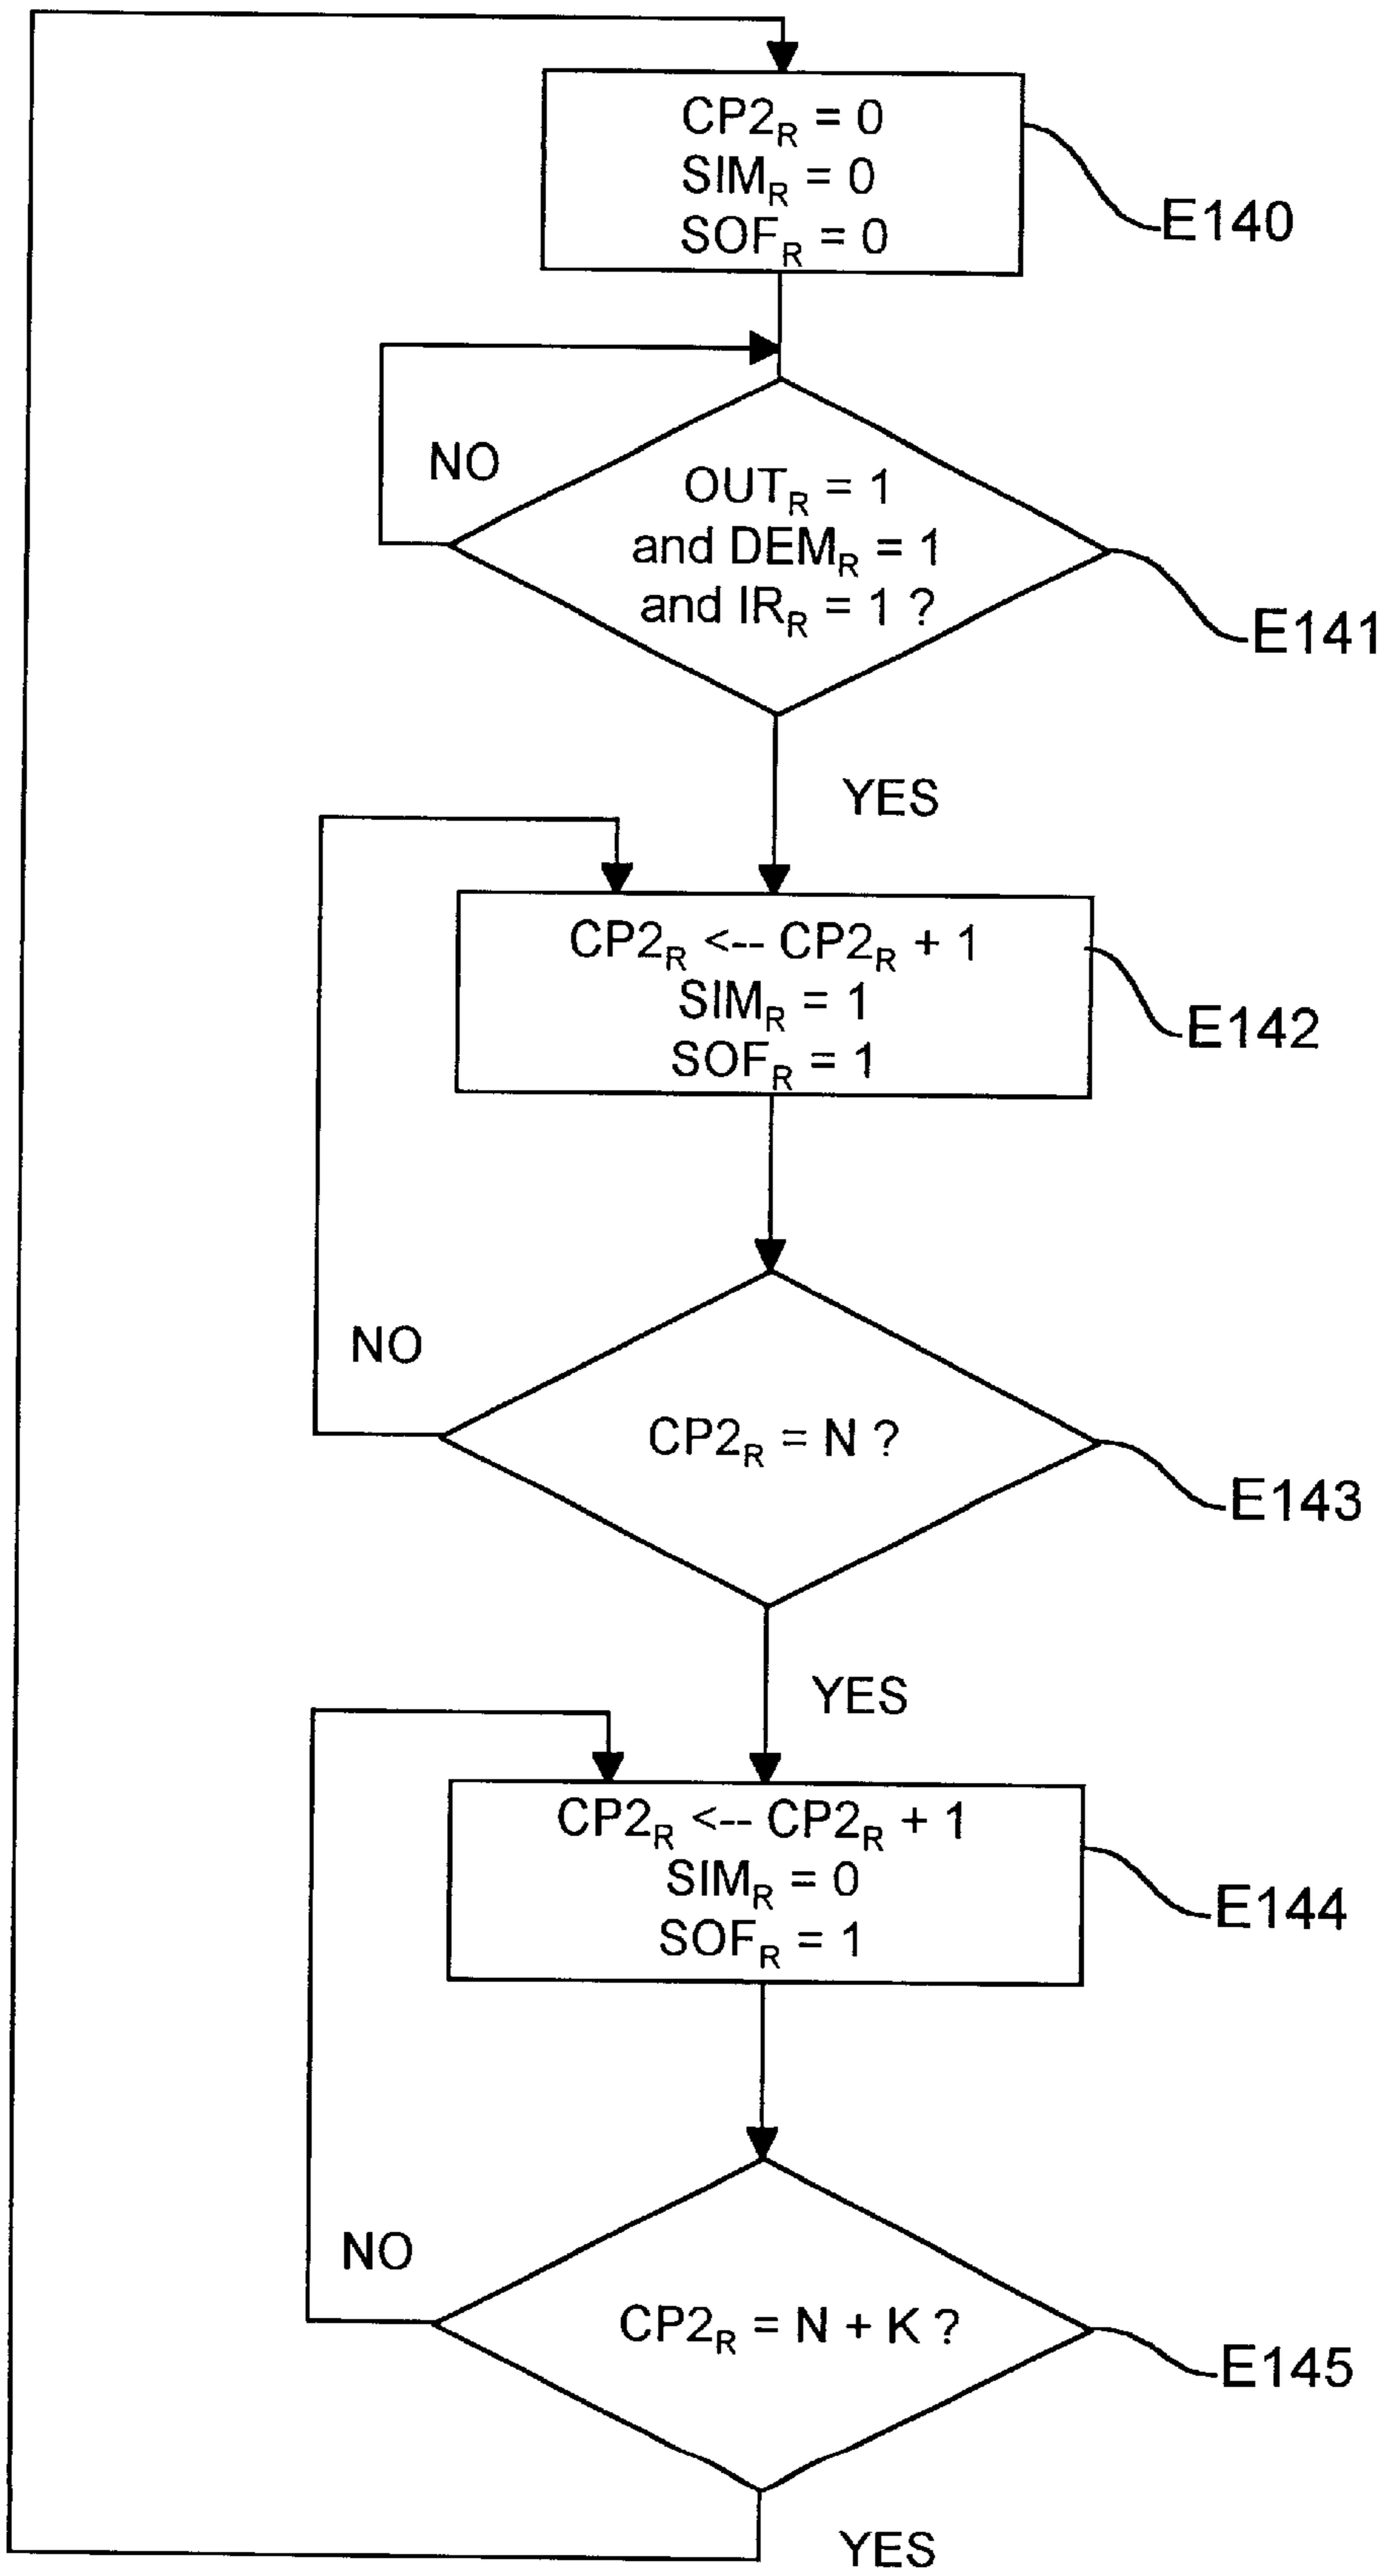 CP2R = 0
SIMR = 0
SOFR = 0
E140
NO
OUTR = 1
and DEMR = 1
and IRR = 1 ?
E141
YES
CP2R <-- CP2R + 1
SIMR = 1
SOFR = 1
E142
NO
CP2R = N ?
E143
YES
CP2R <-- CP2R + 1
SIMR = 0
SOFR = 1
E144
NO
CP2R = N + K ?
E145
YES